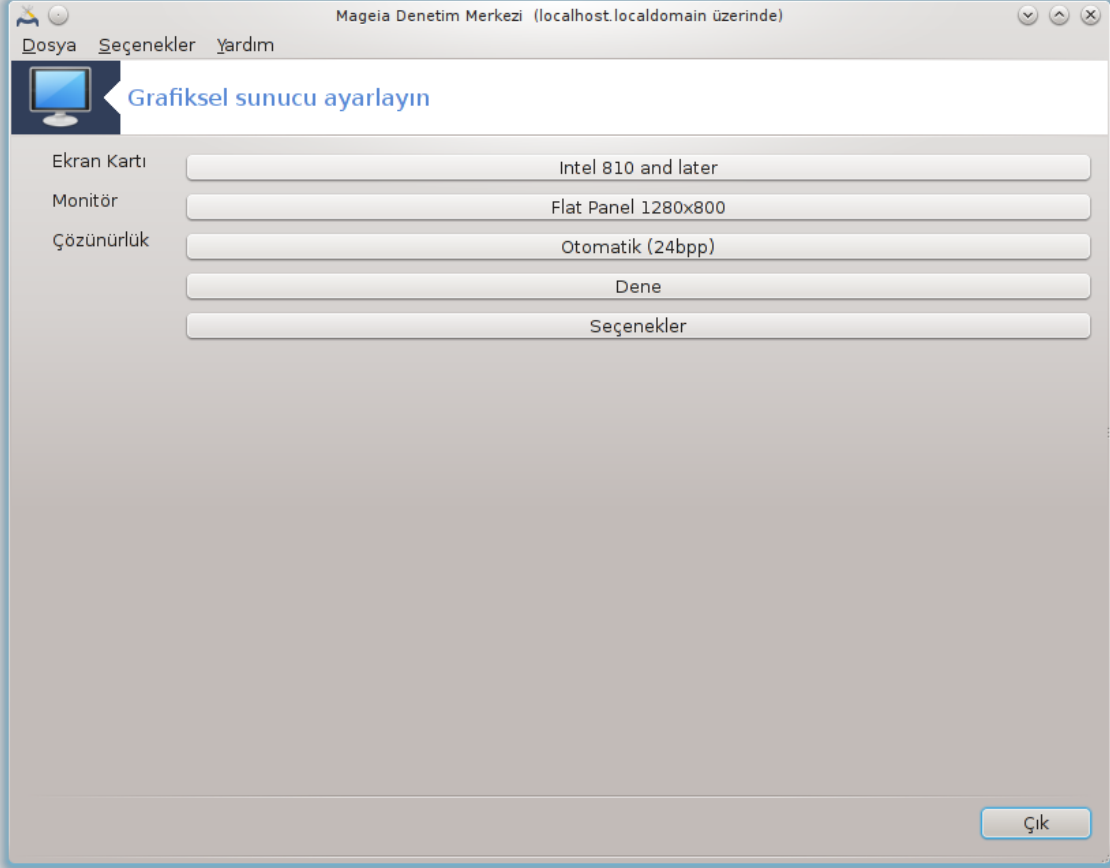 Mageia Denetim Merkezi (localhost.localdomain üzerinde)
Dosya Seçenekler Yardım
Grafiksel sunucu ayarlayın
Ekran Kartı Intel 810 and later
Monitör Flat Panel 1280x800
Çözünürlük Otomatik (24bpp)
Dene
Seçenekler
Çık